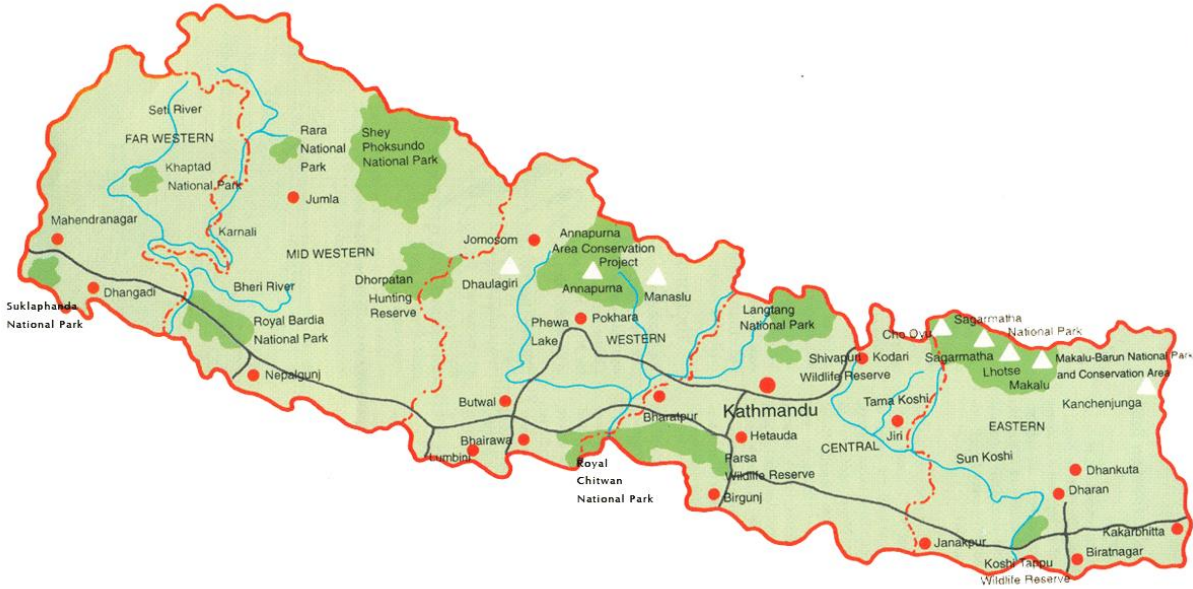 Seti River
FAR WESTERN
Khaptad
National Park
Rara
National
Park
Shey
Phoksundo
National Park
Jumla
Mahendranagar
Karnali
MID WESTERN
Suklaphanda
National Park
Dhangadi
Bheri River
Royal Bardia
National Park
Nepalgunj
Dhorpatan
Hunting
Reserve
Jomosom
Dhaulagiri
Annapurna
Area Conservation
Project
Annapurna
Manaslu
Phewa
Lake
Pokhara
WESTERN
Butwal
Bhairawa
Lumbini
Bharatpur
Royal
Chitwan
National Park
Langtang
National Park
Shivapuri
Wildlife Reserve
Kodari
Kathmandu
Hetauda
Parsa
Wildlife Reserve
Birgunj
CENTRAL
Cho Oyu
Sagarmatha
National Park
Sagarmatha
Lhotse
Makalu
Makalu-Barun National Park
and Conservation Area
Kanchenjunga
Tama Koshi
Jiri
EASTERN
Sun Koshi
Dhankuta
Dharan
Janakpur
Koshi Tappu
Wildlife Reserve
Kakarbhitta
Biratnagar